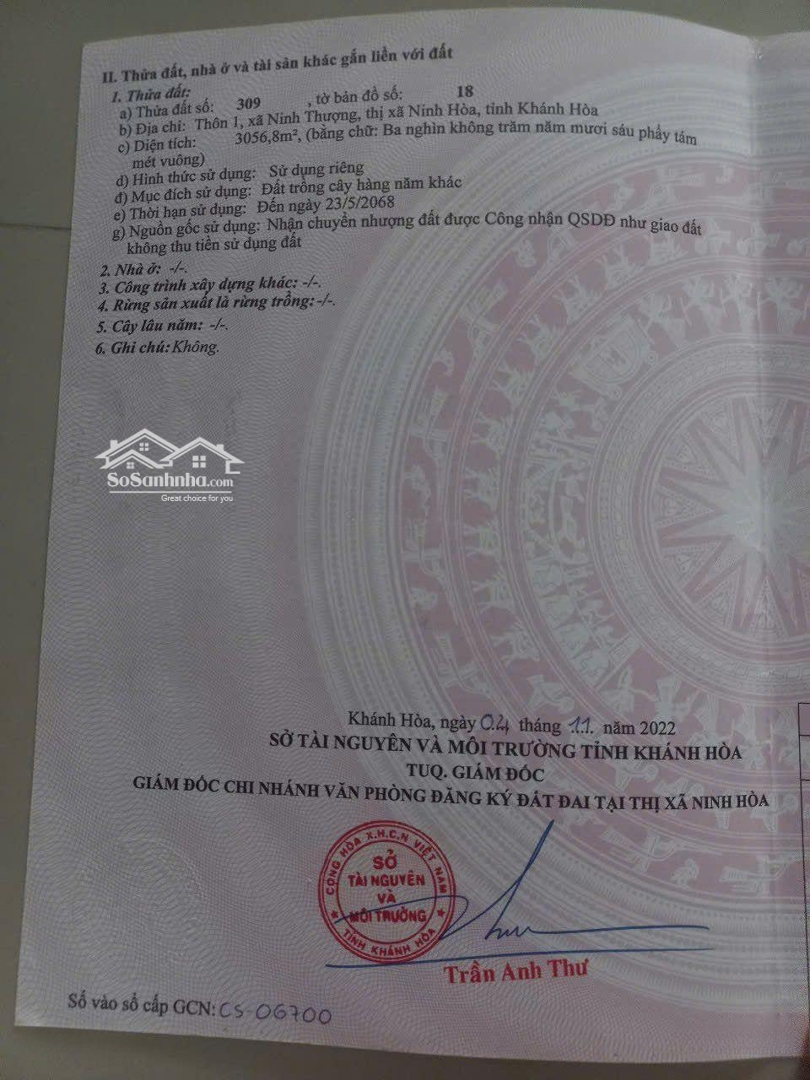 II. Thửa đất, nhà ở và tài sản khác gắn liền với đất
1. Thửa đất:
a) Thửa đất số: 309 , tờ bản đồ số: 18
b) Địa chỉ: Thôn 1, xã Ninh Thượng, thị xã Ninh Hòa, tỉnh Khánh Hòa
c) Diện tích: 3056,8m², (bằng chữ: Ba nghìn không trăm năm mươi sáu phẩy tám
mét vuông)
d) Hình thức sử dụng: Sử dụng riêng
đ) Mục đích sử dụng: Đất trồng cây hàng năm khác
e) Thời hạn sử dụng: Đến ngày 23/5/2068
g) Nguồn gốc sử dụng: Nhận chuyển nhượng đất được Công nhận QSDĐ như giao đất
không thu tiền sử dụng đất
2. Nhà ở: -/-.
3. Công trình xây dựng khác: -/-.
4. Rừng sản xuất là rừng trồng: -/-.
5. Cây lâu năm: -/-.
6. Ghi chú: Không.
SoSanhnha.com
Great choice for you
Khánh Hòa, ngày 04 tháng 11 năm 2022
SỞ TÀI NGUYÊN VÀ MÔI TRƯỜNG TỈNH KHÁNH HÒA
TUQ. GIÁM ĐỐC
GIÁM ĐỐC CHI NHÁNH VĂN PHÒNG ĐĂNG KÝ ĐẤT ĐAI TẠI THỊ XÃ NINH HÒA
CỘNG HÒA X.H.C.N VIỆT NAM
SỞ
TÀI NGUYÊN
VÀ
MÔI TRƯỜNG
TỈNH KHÁNH HÒA
Trần Anh Thư
Số vào sổ cấp GCN: CS-06700